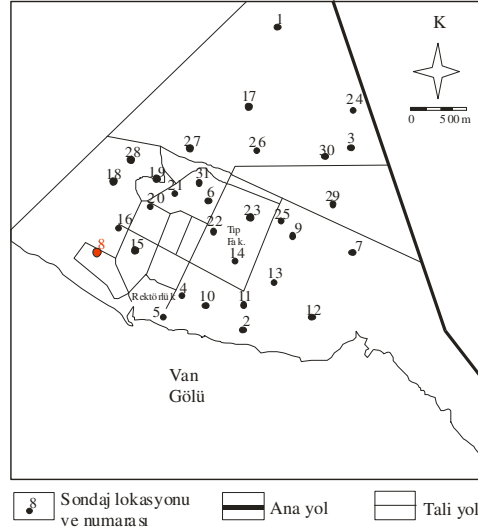 1
K
17
24
0 500 m
27
26
30
3
28
18
19
21
31
6
20
29
23
22
Tıp
Fak.
25
9
16
8
15
14
7
13
Rektörlük
4
10
11
12
5
2
Van
Gölü
8 Sondaj lokasyonu
ve numarası
Ana yol
Tali yol